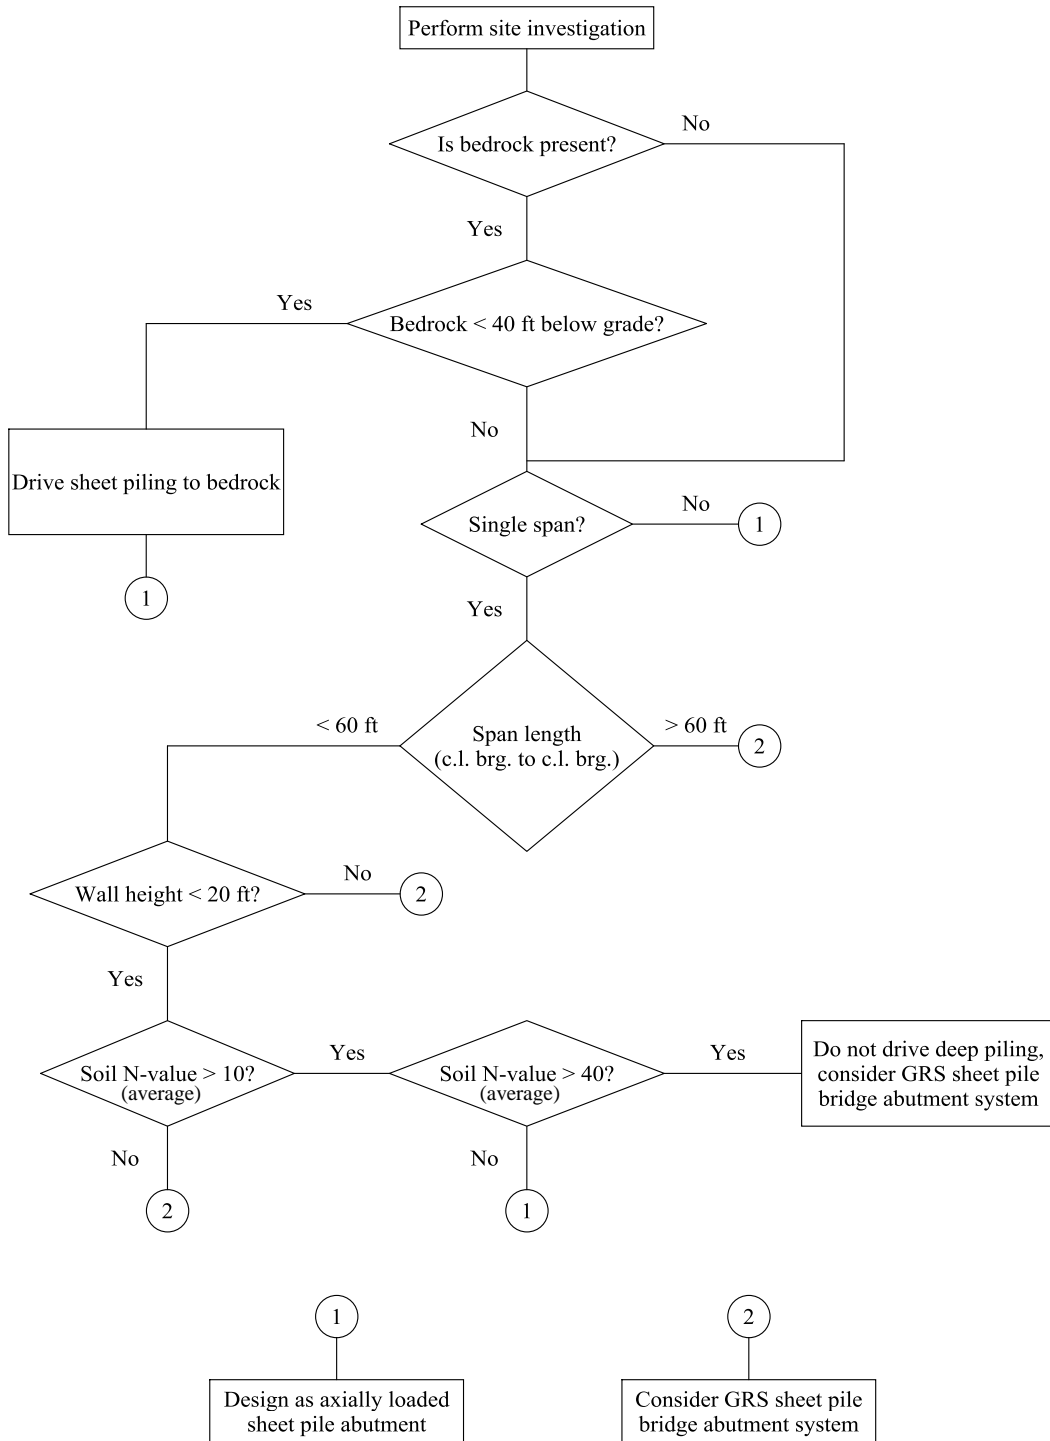 Perform site investigation
No
Is bedrock present?
Yes
Yes
Bedrock < 40 ft below grade?
No
Drive sheet piling to bedrock
No
Single span?
1
1
Yes
< 60 ft
> 60 ft
Span length
(c.l. brg. to c.l. brg.)
2
No
Wall height < 20 ft?
2
Yes
Yes
Yes
Do not drive deep piling,
consider GRS sheet pile
bridge abutment system
Soil N-value > 10?
(average)
Soil N-value > 40?
(average)
No
No
2
1
1
2
Design as axially loaded
sheet pile abutment
Consider GRS sheet pile
bridge abutment system